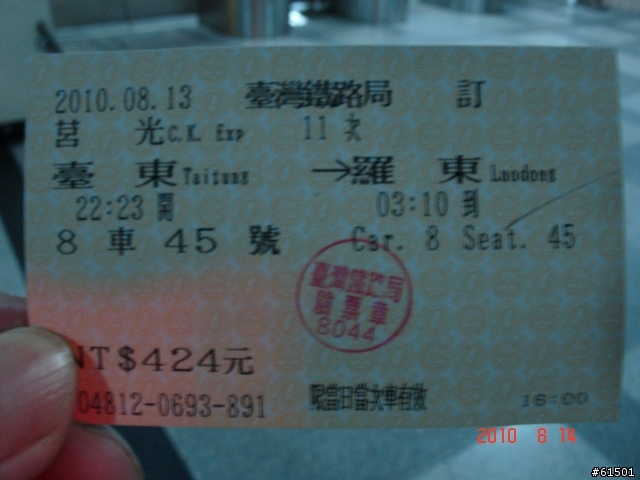 2010.08.13 臺灣鐵路局 訂
莒 光 C.K. Exp 11 次
臺 東 Taitung →羅 東 Luodong
22:23 開 03:10 到
8 車 45 號 Car. 8 Seat. 45
臺灣鐵路局
驗票章
8044
NT$424元
04812-0693-891 限當日當次車有效 16:00
2010 8 14
#61501